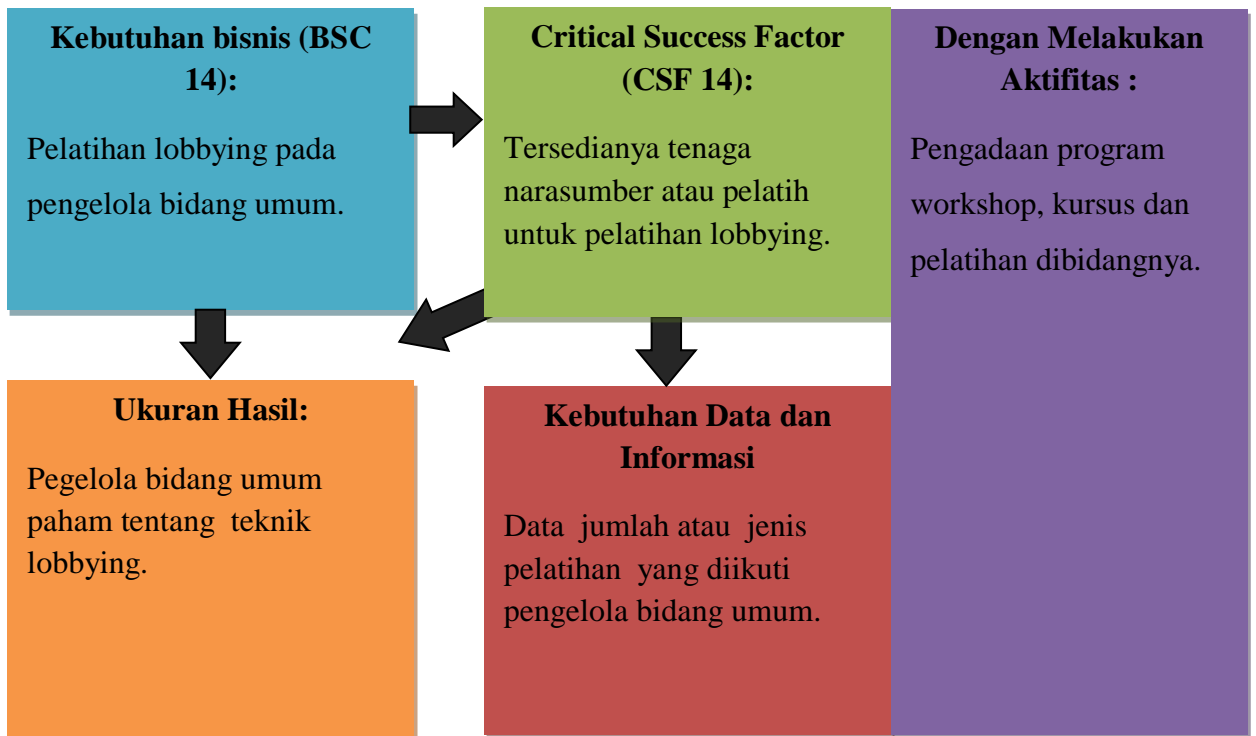 Kebutuhan bisnis (BSC
14):
Pelatihan lobbying pada
pengelola bidang umum.
Critical Success Factor
(CSF 14):
Tersedianya tenaga
narasumber atau pelatih
untuk pelatihan lobbying.
Dengan Melakukan
Aktifitas :
Pengadaan program
workshop, kursus dan
pelatihan dibidangnya.
Ukuran Hasil:
Pegelola bidang umum
paham tentang  teknik
lobbying.
Kebutuhan Data dan
Informasi
Data  jumlah atau  jenis
pelatihan  yang diikuti
pengelola bidang umum.